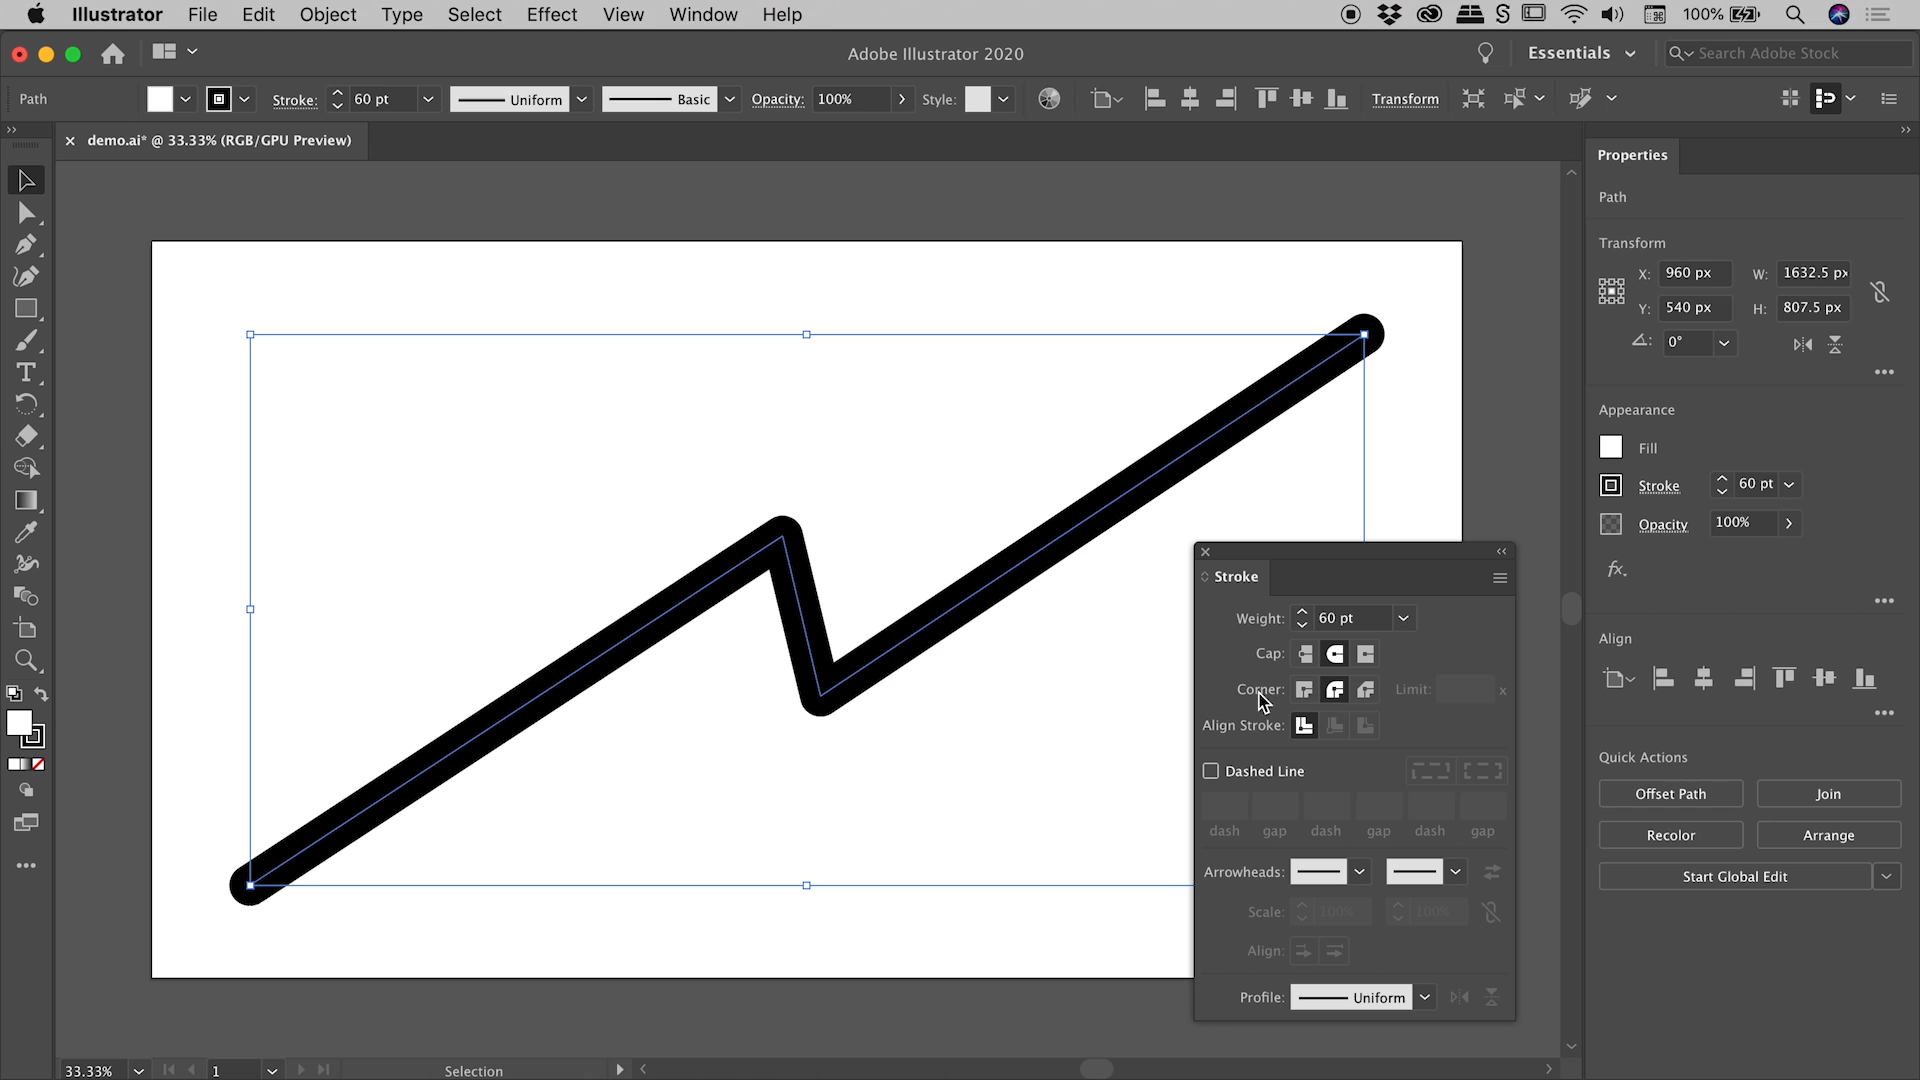 Illustrator File Edit Object Type Select Effect View Window Help 100%
Adobe Illustrator 2020 Essentials Search Adobe Stock
Path Stroke: 60 pt Uniform Basic Opacity: 100% Style: Transform
demo.ai* @ 33.33% (RGB/GPU Preview)
Properties
Path
Transform
X: 960 px W: 1632.5 px
Y: 540 px H: 807.5 px
0°
Appearance
Fill
Stroke 60 pt
Opacity 100%
fx.
Align
Quick Actions
Offset Path Join
Recolor Arrange
Start Global Edit
Stroke
Weight: 60 pt
Cap:
Corner: Limit: x
Align Stroke:
Dashed Line
dash gap dash gap dash gap
Arrowheads:
Scale: 100% 100%
Align:
Profile: Uniform
33.33% 1 Selection